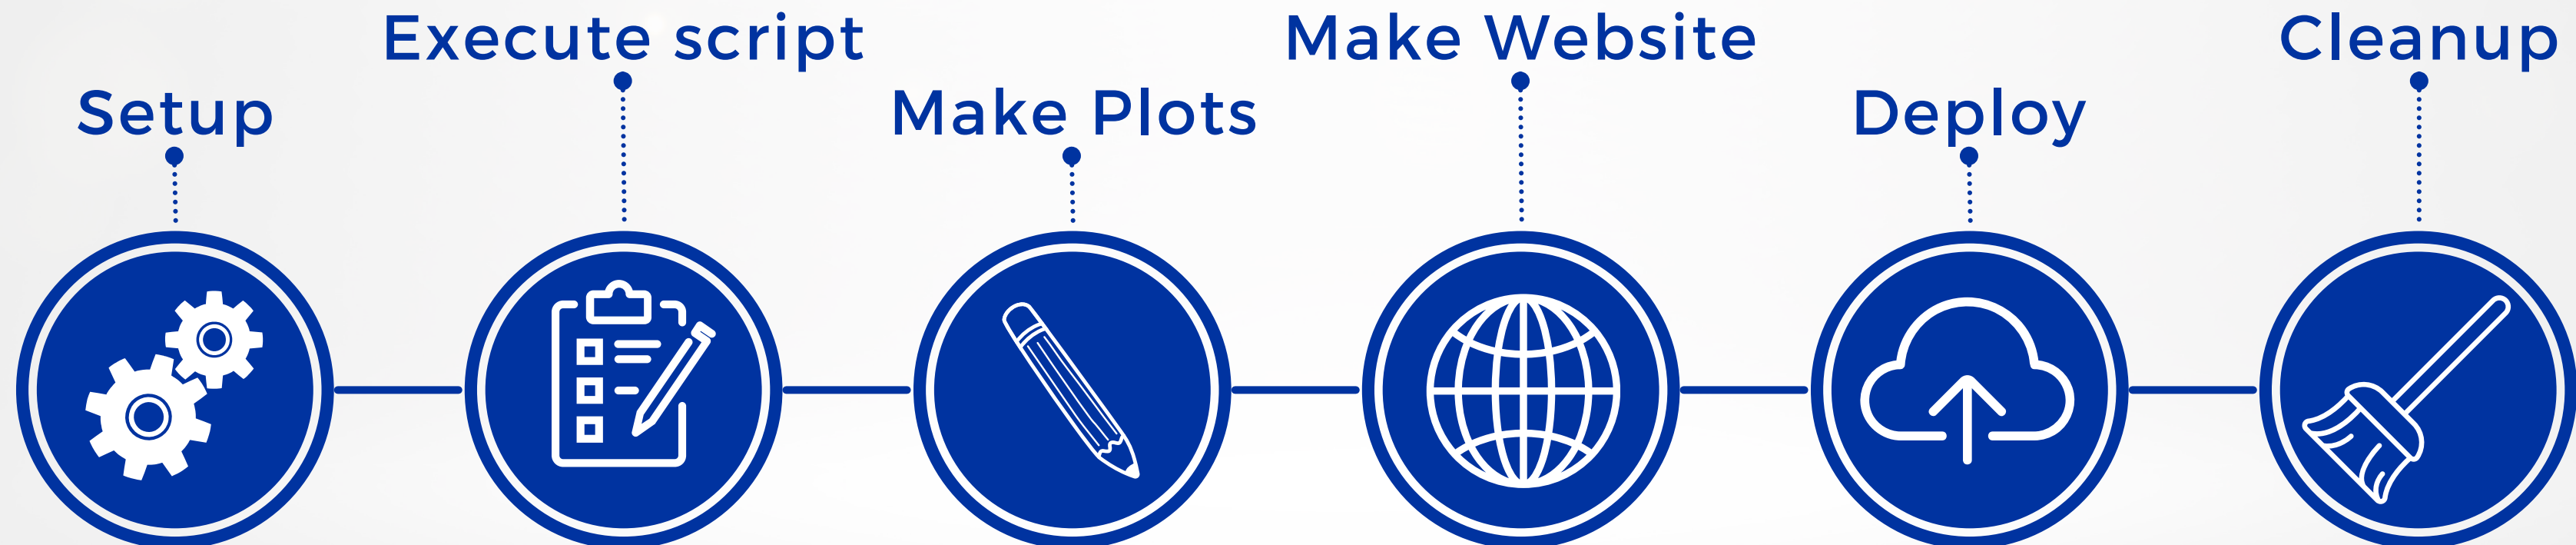 Setup
Execute script
Make Plots
Make Website
Deploy
Cleanup